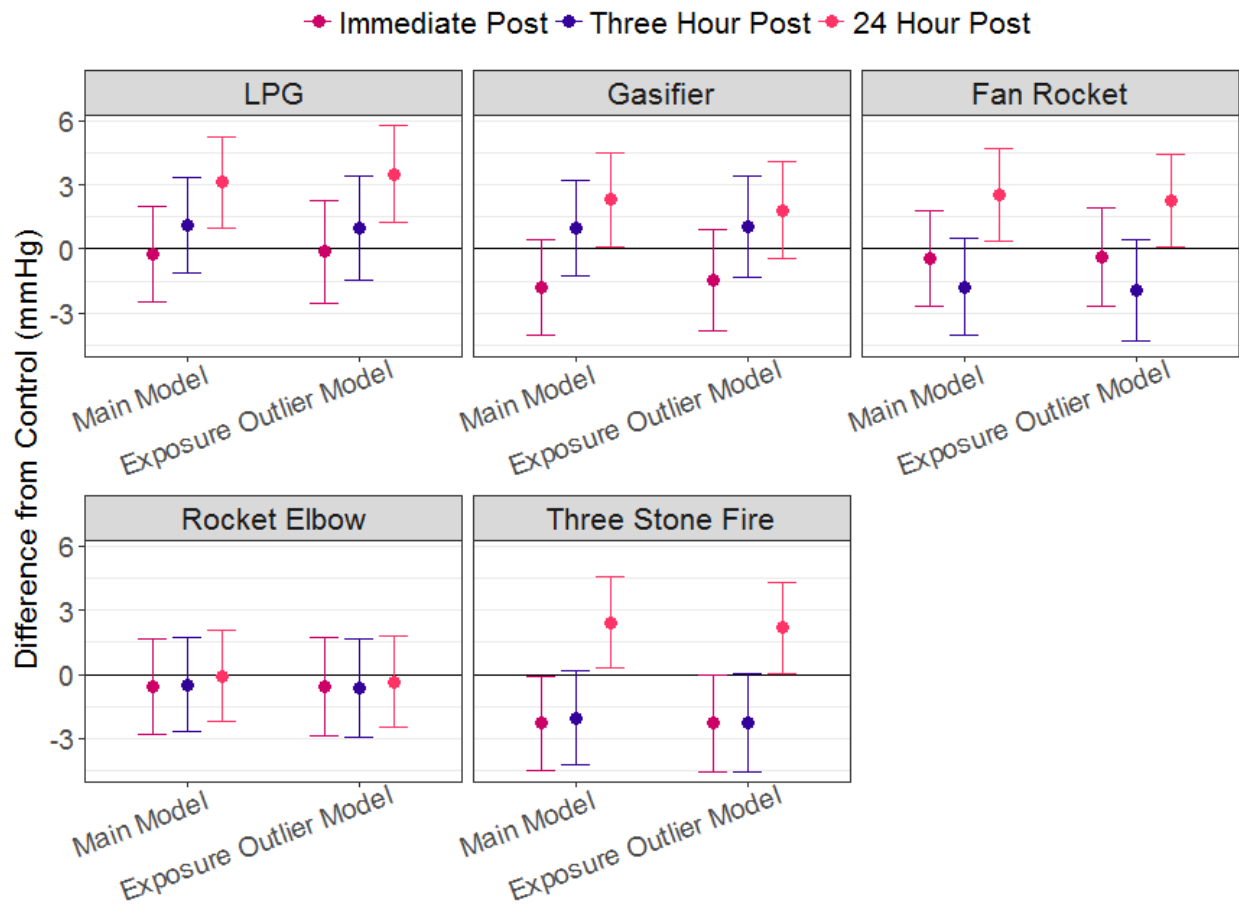 Immediate Post Three Hour Post 24 Hour Post
LPG Gasifier Fan Rocket
6
3
0
-3
Main Model Exposure Outlier Model Main Model Exposure Outlier Model Main Model Exposure Outlier Model
Difference from Control (mmHg)
Rocket Elbow Three Stone Fire
6
3
0
-3
Main Model Exposure Outlier Model Main Model Exposure Outlier Model